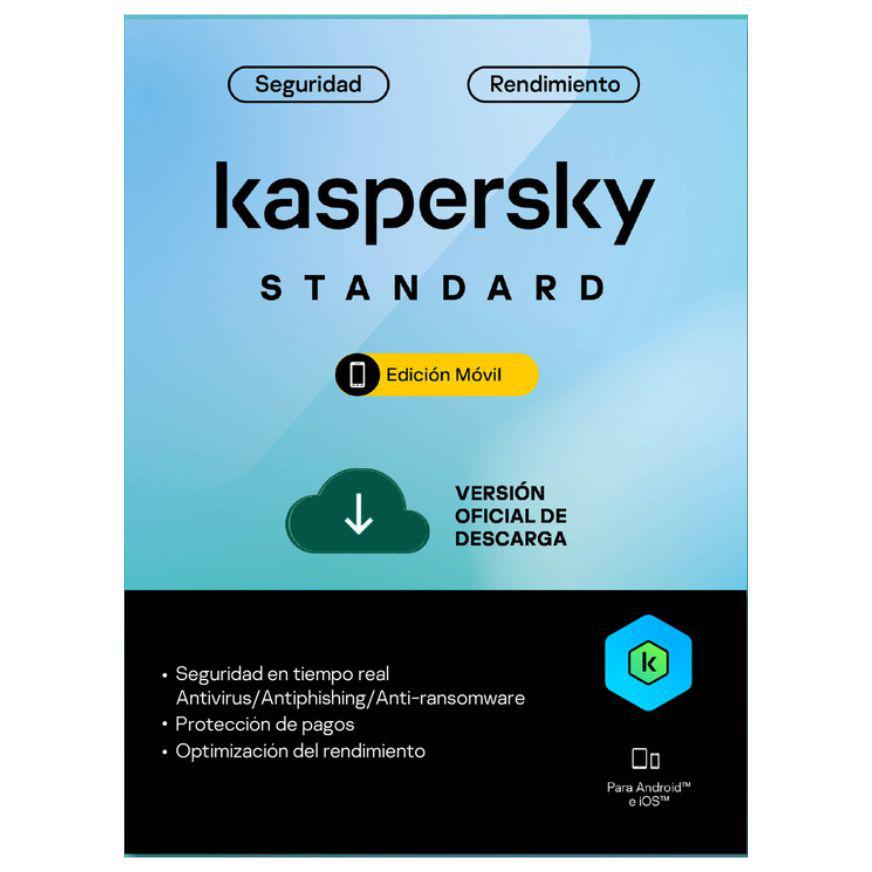 Seguridad
Rendimiento
kaspersky
STANDARD
Edición Móvil
VERSIÓN
OFICIAL DE
DESCARGA
• Seguridad en tiempo real
Antivirus/Antiphishing/Anti-ransomware
• Protección de pagos
• Optimización del rendimiento
k
Para Android™
e iOS™